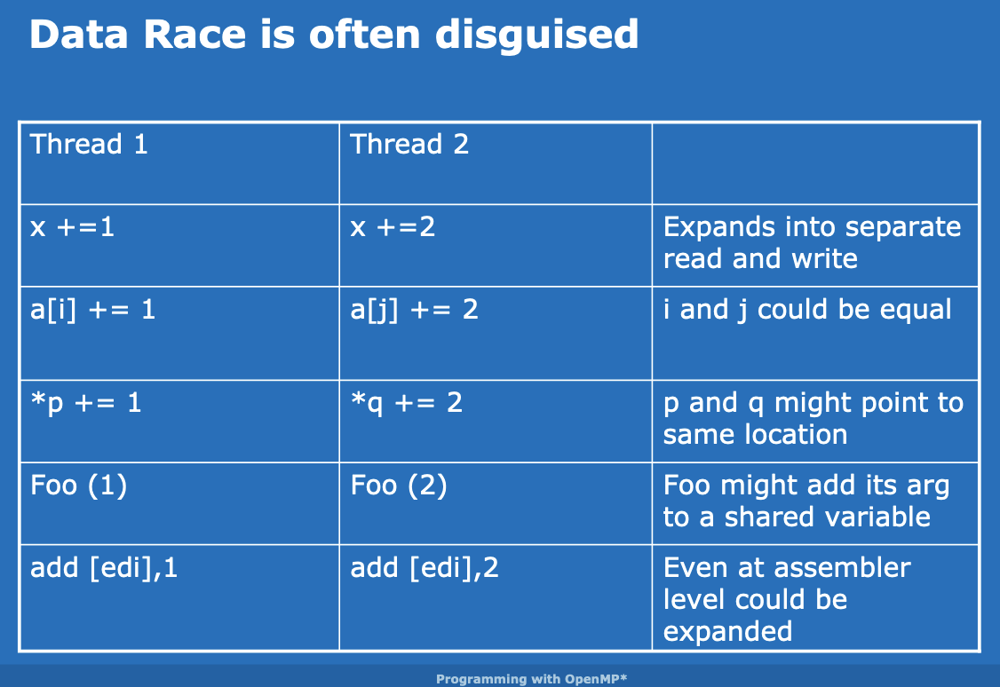 Data Race is often disguised
Thread 1
Thread 2
x +=1
x +=2
Expands into separate
read and write
a[i] += 1
a[j] += 2
i and j could be equal
*p += 1
*q += 2
p and q might point to
same location
Foo (1)
Foo (2)
Foo might add its arg
to a shared variable
add [edi],1
add [edi],2
Even at assembler
level could be
expanded
Programming with OpenMP*